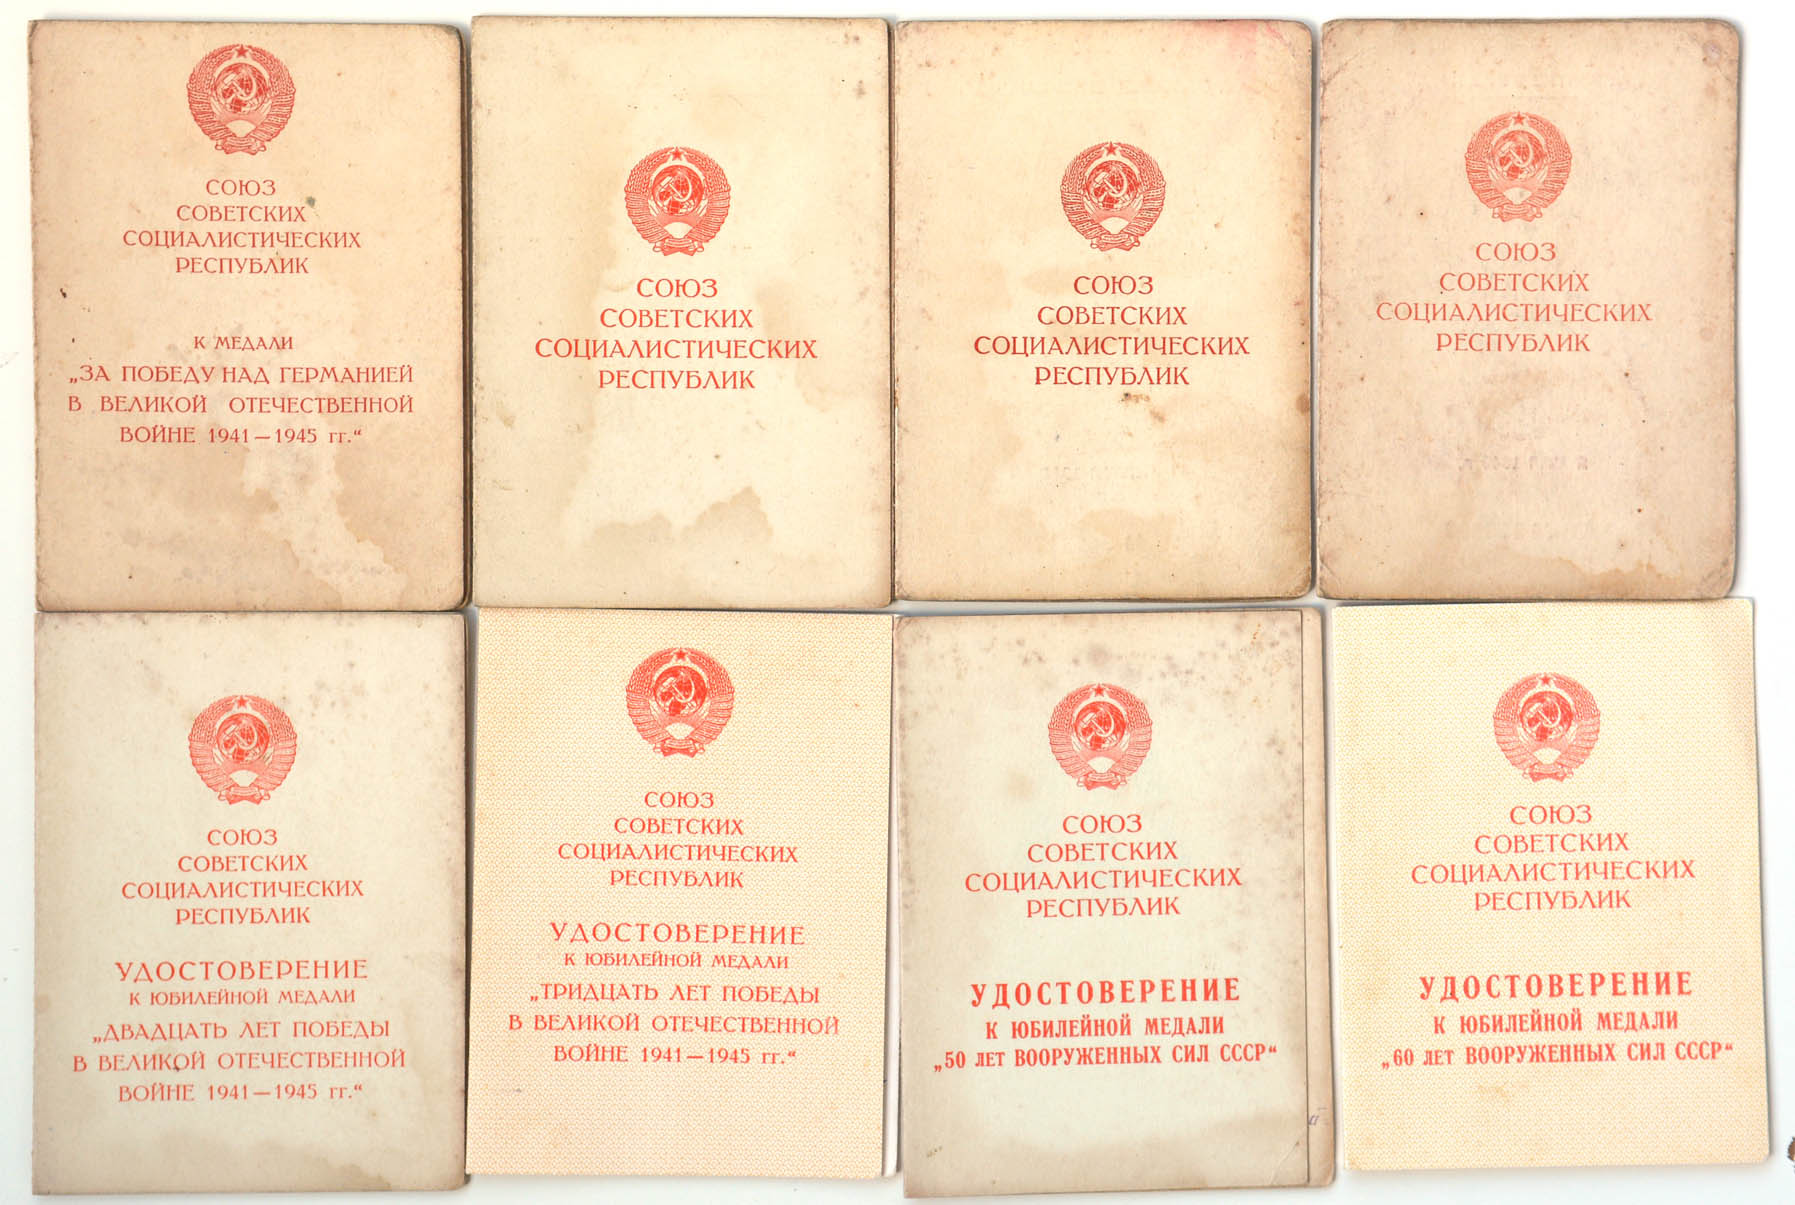 СОЮЗ
СОВЕТСКИХ
СОЦИАЛИСТИЧЕСКИХ
РЕСПУБЛИК
К МЕДАЛИ
„ЗА ПОБЕДУ НАД ГЕРМАНИЕЙ
В ВЕЛИКОЙ ОТЕЧЕСТВЕННОЙ
ВОЙНЕ 1941—1945 гг.“
СОЮЗ
СОВЕТСКИХ
СОЦИАЛИСТИЧЕСКИХ
РЕСПУБЛИК
СОЮЗ
СОВЕТСКИХ
СОЦИАЛИСТИЧЕСКИХ
РЕСПУБЛИК
СОЮЗ
СОВЕТСКИХ
СОЦИАЛИСТИЧЕСКИХ
РЕСПУБЛИК
СОЮЗ
СОВЕТСКИХ
СОЦИАЛИСТИЧЕСКИХ
РЕСПУБЛИК
УДОСТОВЕРЕНИЕ
К ЮБИЛЕЙНОЙ МЕДАЛИ
„ДВАДЦАТЬ ЛЕТ ПОБЕДЫ
В ВЕЛИКОЙ ОТЕЧЕСТВЕННОЙ
ВОЙНЕ 1941—1945 гг.“
СОЮЗ
СОВЕТСКИХ
СОЦИАЛИСТИЧЕСКИХ
РЕСПУБЛИК
УДОСТОВЕРЕНИЕ
К ЮБИЛЕЙНОЙ МЕДАЛИ
„ТРИДЦАТЬ ЛЕТ ПОБЕДЫ
В ВЕЛИКОЙ ОТЕЧЕСТВЕННОЙ
ВОЙНЕ 1941—1945 гг.“
СОЮЗ
СОВЕТСКИХ
СОЦИАЛИСТИЧЕСКИХ
РЕСПУБЛИК
УДОСТОВЕРЕНИЕ
К ЮБИЛЕЙНОЙ МЕДАЛИ
„50 ЛЕТ ВООРУЖЕННЫХ СИЛ СССР“
СОЮЗ
СОВЕТСКИХ
СОЦИАЛИСТИЧЕСКИХ
РЕСПУБЛИК
УДОСТОВЕРЕНИЕ
К ЮБИЛЕЙНОЙ МЕДАЛИ
„60 ЛЕТ ВООРУЖЕННЫХ СИЛ СССР“